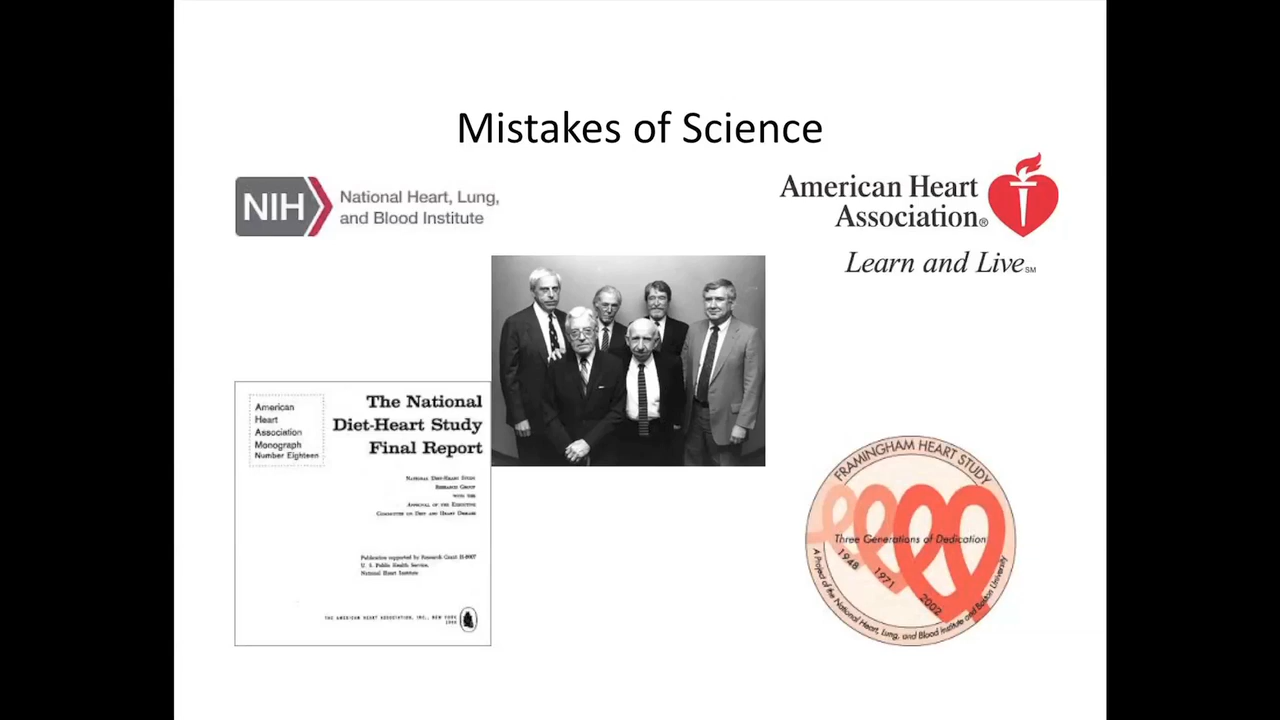 Mistakes of Science
NIH
National Heart, Lung,
and Blood Institute
American Heart
Association®
Learn and Live SM
American
Heart
Association
Monograph
Number Eighteen
The National
Diet-Heart Study
Final Report
National Diet-Heart Study
Research Group
with the
Approval of the Executive
Committee on Diet and Heart Disease
Publication supported by Research Grant
U. S. Public Health Service,
National Heart Institute
THE AMERICAN HEART ASSOCIATION, INC., NEW YORK
FRAMINGHAM HEART STUDY
Three Generations of Dedication
1948
1971
2002
A Project of the National Heart, Lung, and Blood Institute and Boston University